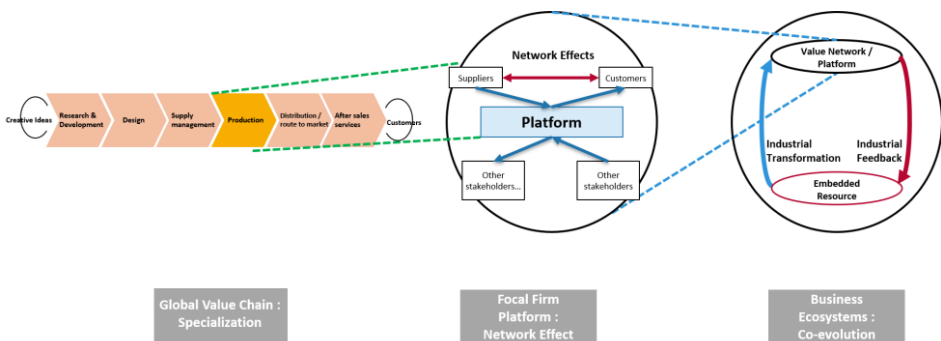 Creative Ideas
Research &
Development
Design
Supply
management
Production
Distribution /
route to market
After sales
services
Customers
Network Effects
Suppliers
Customers
Platform
Other
stakeholders...
Other
stakeholders
Value Network /
Platform
Industrial
Transformation
Industrial
Feedback
Embedded
Resource
Global Value Chain :
Specialization
Focal Firm
Platform :
Network Effect
Business
Ecosystems :
Co-evolution